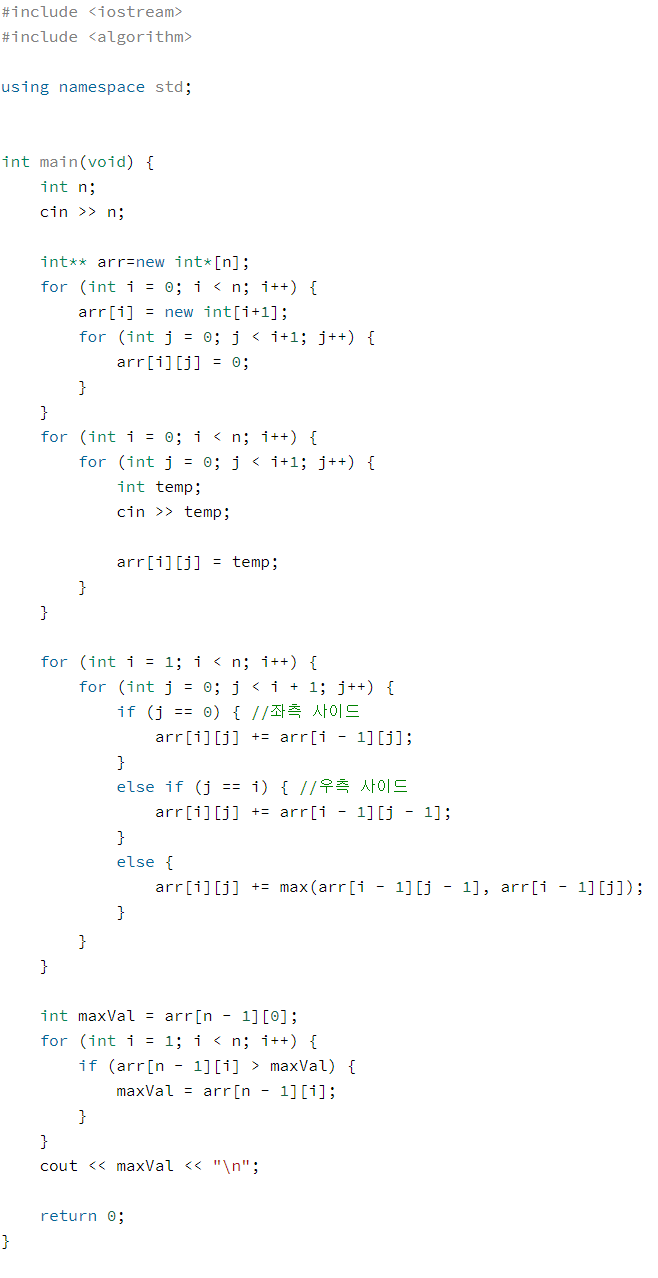 #include <iostream>
#include <algorithm>
using namespace std;
int main(void) {
int n;
cin >> n;
int** arr=new int*[n];
for (int i = 0; i < n; i++) {
arr[i] = new int[i+1];
for (int j = 0; j < i+1; j++) {
arr[i][j] = 0;
}
}
for (int i = 0; i < n; i++) {
for (int j = 0; j < i+1; j++) {
int temp;
cin >> temp;
arr[i][j] = temp;
}
}
for (int i = 1; i < n; i++) {
for (int j = 0; j < i + 1; j++) {
if (j == 0) { //좌측 사이드
arr[i][j] += arr[i - 1][j];
}
else if (j == i) { //우측 사이드
arr[i][j] += arr[i - 1][j - 1];
}
else {
arr[i][j] += max(arr[i - 1][j - 1], arr[i - 1][j]);
}
}
}
int maxVal = arr[n - 1][0];
for (int i = 1; i < n; i++) {
if (arr[n - 1][i] > maxVal) {
maxVal = arr[n - 1][i];
}
}
cout << maxVal << "\n";
return 0;
}